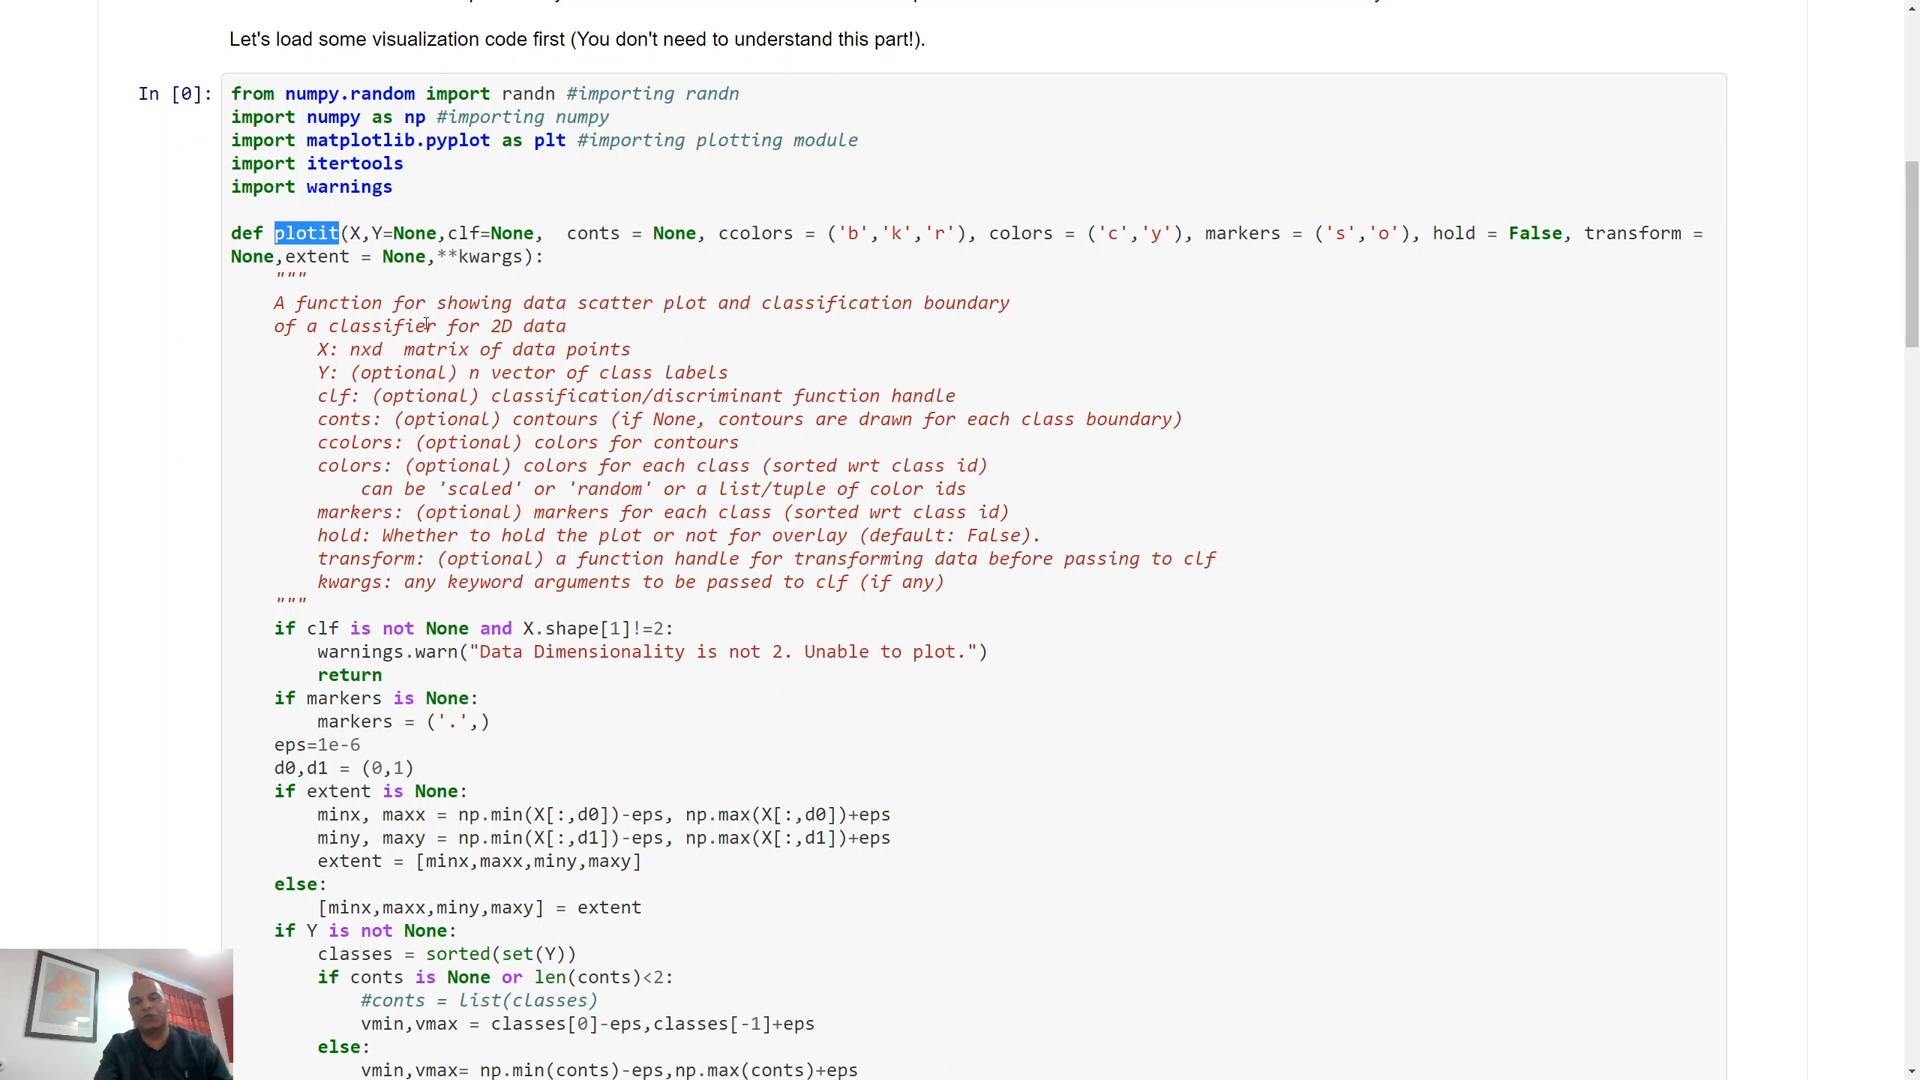 Let's load some visualization code first (You don't need to understand this part!).
In [0]:
from numpy.random import randn #importing randn
import numpy as np #importing numpy
import matplotlib.pyplot as plt #importing plotting module
import itertools
import warnings
def plotit(X,Y=None,clf=None,  conts = None, ccolors = ('b','k','r'), colors = ('c','y'), markers = ('s','o'), hold = False, transform =
None,extent = None,**kwargs):
    """
    A function for showing data scatter plot and classification boundary
    of a classifier for 2D data
        X: nxd  matrix of data points
        Y: (optional) n vector of class labels
        clf: (optional) classification/discriminant function handle
        conts: (optional) contours (if None, contours are drawn for each class boundary)
        ccolors: (optional) colors for contours
        colors: (optional) colors for each class (sorted wrt class id)
            can be 'scaled' or 'random' or a list/tuple of color ids
        markers: (optional) markers for each class (sorted wrt class id)
        hold: Whether to hold the plot or not for overlay (default: False).
        transform: (optional) a function handle for transforming data before passing to clf
        kwargs: any keyword arguments to be passed to clf (if any)
    """
    if clf is not None and X.shape[1]!=2:
        warnings.warn("Data Dimensionality is not 2. Unable to plot.")
        return
    if markers is None:
        markers = ('.',)
    eps=1e-6
    d0,d1 = (0,1)
    if extent is None:
        minx, maxx = np.min(X[:,d0])-eps, np.max(X[:,d0])+eps
        miny, maxy = np.min(X[:,d1])-eps, np.max(X[:,d1])+eps
        extent = [minx,maxx,miny,maxy]
    else:
        [minx,maxx,miny,maxy] = extent
    if Y is not None:
        classes = sorted(set(Y))
        if conts is None or len(conts)<2:
            #conts = list(classes)
            vmin,vmax = classes[0]-eps,classes[-1]+eps
        else:
            vmin,vmax= np.min(conts)-eps,np.max(conts)+eps